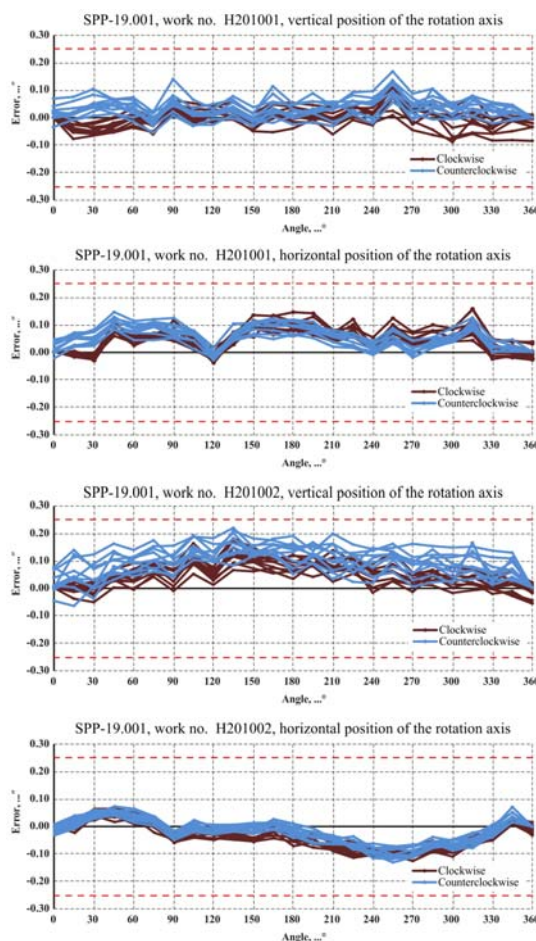 SPP-19.001, work no. H201001, vertical position of the rotation axis
0.30
0.20
0.10
0.00
-0.10
-0.20
-0.30
Error, ...°
Clockwise
Counterclockwise
0 30 60 90 120 150 180 210 240 270 300 330 360
Angle, ...°
SPP-19.001, work no. H201001, horizontal position of the rotation axis
0.30
0.20
0.10
0.00
-0.10
-0.20
-0.30
Error, ...°
Clockwise
Counterclockwise
0 30 60 90 120 150 180 210 240 270 300 330 360
Angle, ...°
SPP-19.001, work no. H201002, vertical position of the rotation axis
0.30
0.20
0.10
0.00
-0.10
-0.20
-0.30
Error, ...°
Clockwise
Counterclockwise
0 30 60 90 120 150 180 210 240 270 300 330 360
Angle, ...°
SPP-19.001, work no. H201002, horizontal position of the rotation axis
0.30
0.20
0.10
0.00
-0.10
-0.20
-0.30
Error, ...°
Clockwise
Counterclockwise
0 30 60 90 120 150 180 210 240 270 300 330 360
Angle, ...°